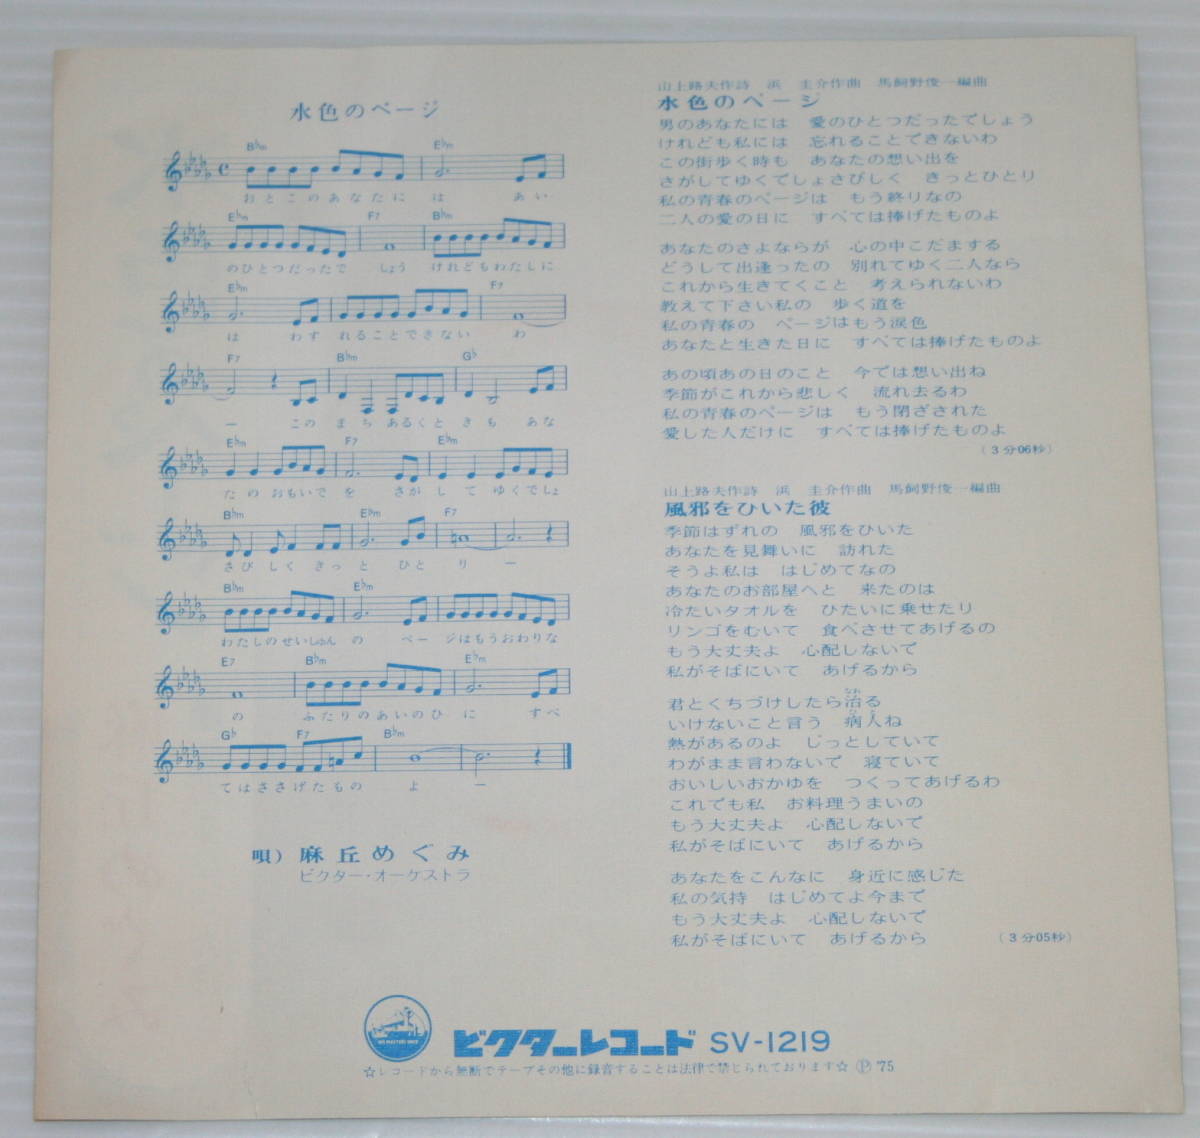 水色のページ
B♭m E♭m
おとこのあなたに は あい
E♭m F7 B♭m
のひとつだったで しょう けれどもわたしに
E♭m F7
は わす れることできない わ
F7 B♭m G♭
ー この まち あるくと きも あな
E♭m F7 E♭m
たの おもいで を さが し て ゆくでしょ
B♭m E♭m F7
さび しく きっ と ひと り ー
B♭m E♭m
わたしのせいしゅん の ペー ジはもうおわりな
E7 B♭m E♭m
の ふたりのあいのひ に すべ
G♭ F7 B♭m
てはささげたもの よ ー
唄) 麻丘めぐみ
ビクター・オーケストラ
山上路夫作詩 浜 圭介作曲 馬飼野俊一編曲
水色のページ
男のあなたには 愛のひとつだったでしょう
けれども私には 忘れることできないわ
この街歩く時も あなたの想い出を
さがしてゆくでしょさびしく きっとひとり
私の青春のページは もう終りなの
二人の愛の日に すべては捧げたものよ
あなたのさよならが 心の中こだまする
どうして出逢ったの 別れてゆく二人なら
これから生きてくこと 考えられないわ
教えて下さい私の 歩く道を
私の青春の ページはもう涙色
あなたと生きた日に すべては捧げたものよ
あの頃あの日のこと 今では想い出ね
季節がこれから悲しく 流れ去るわ
私の青春のページは もう閉ざされた
愛した人だけに すべては捧げたものよ
(3分06秒)
山上路夫作詩 浜 圭介作曲 馬飼野俊一編曲
風邪をひいた彼
季節はずれの 風邪をひいた
あなたを見舞いに 訪れた
そうよ私は はじめてなの
あなたのお部屋へと 来たのは
冷たいタオルを ひたいに乗せたり
リンゴをむいて 食べさせてあげるの
もう大丈夫よ 心配しないで
私がそばにいて あげるから
君とくちづけしたら治る
いけないこと言う 病人ね
熱があるのよ じっとしていて
わがまま言わないで 寝ていて
おいしいおかゆを つくってあげるわ
これでも私 お料理うまいの
もう大丈夫よ 心配しないで
私がそばにいて あげるから
あなたをこんなに 身近に感じた
私の気持 はじめてよ今まで
もう大丈夫よ 心配しないで
私がそばにいて あげるから (3分05秒)
ビクターレコード SV-1219
☆レコードから無断でテープその他に録音することは法律で禁じられております☆ Ⓟ'75